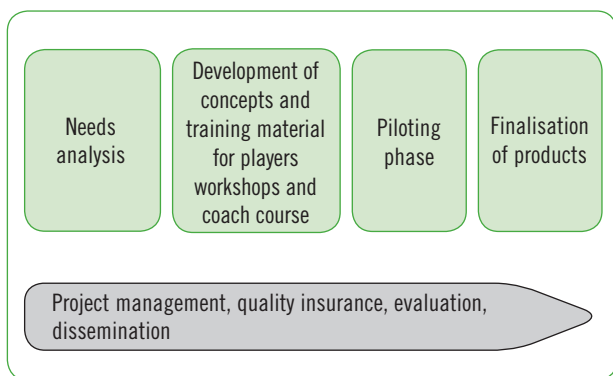 Needs
analysis
Development of
concepts and
training material
for players
workshops and
coach course
Piloting
phase
Finalisation
of products
Project management, quality insurance, evaluation,
dissemination